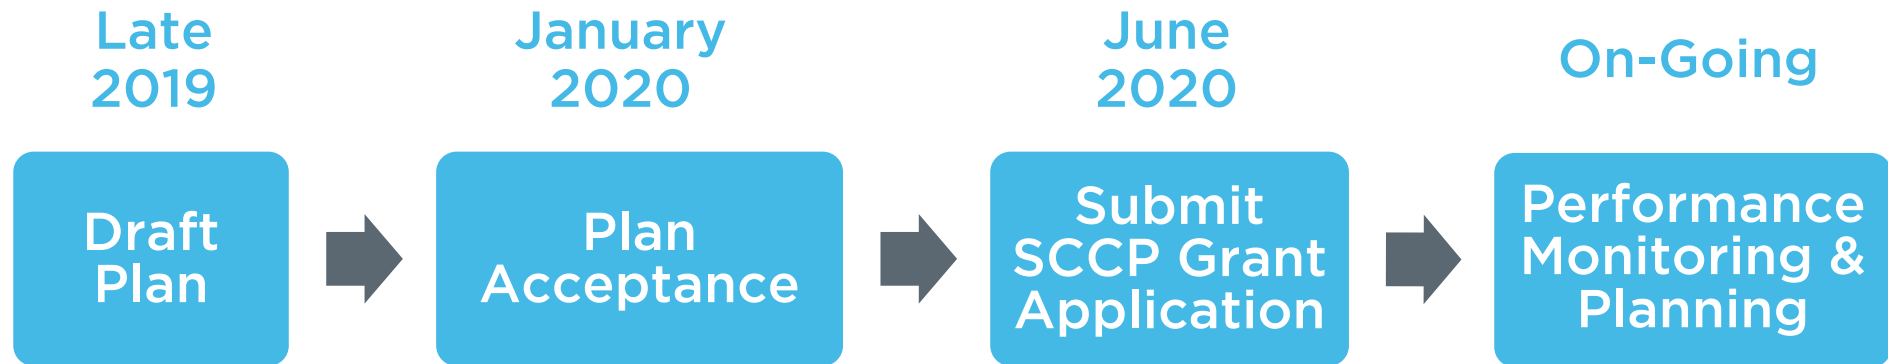 Late
2019
January
2020
June
2020
On-Going
Draft
Plan
Plan
Acceptance
Submit
SCCP Grant
Application
Performance
Monitoring &
Planning